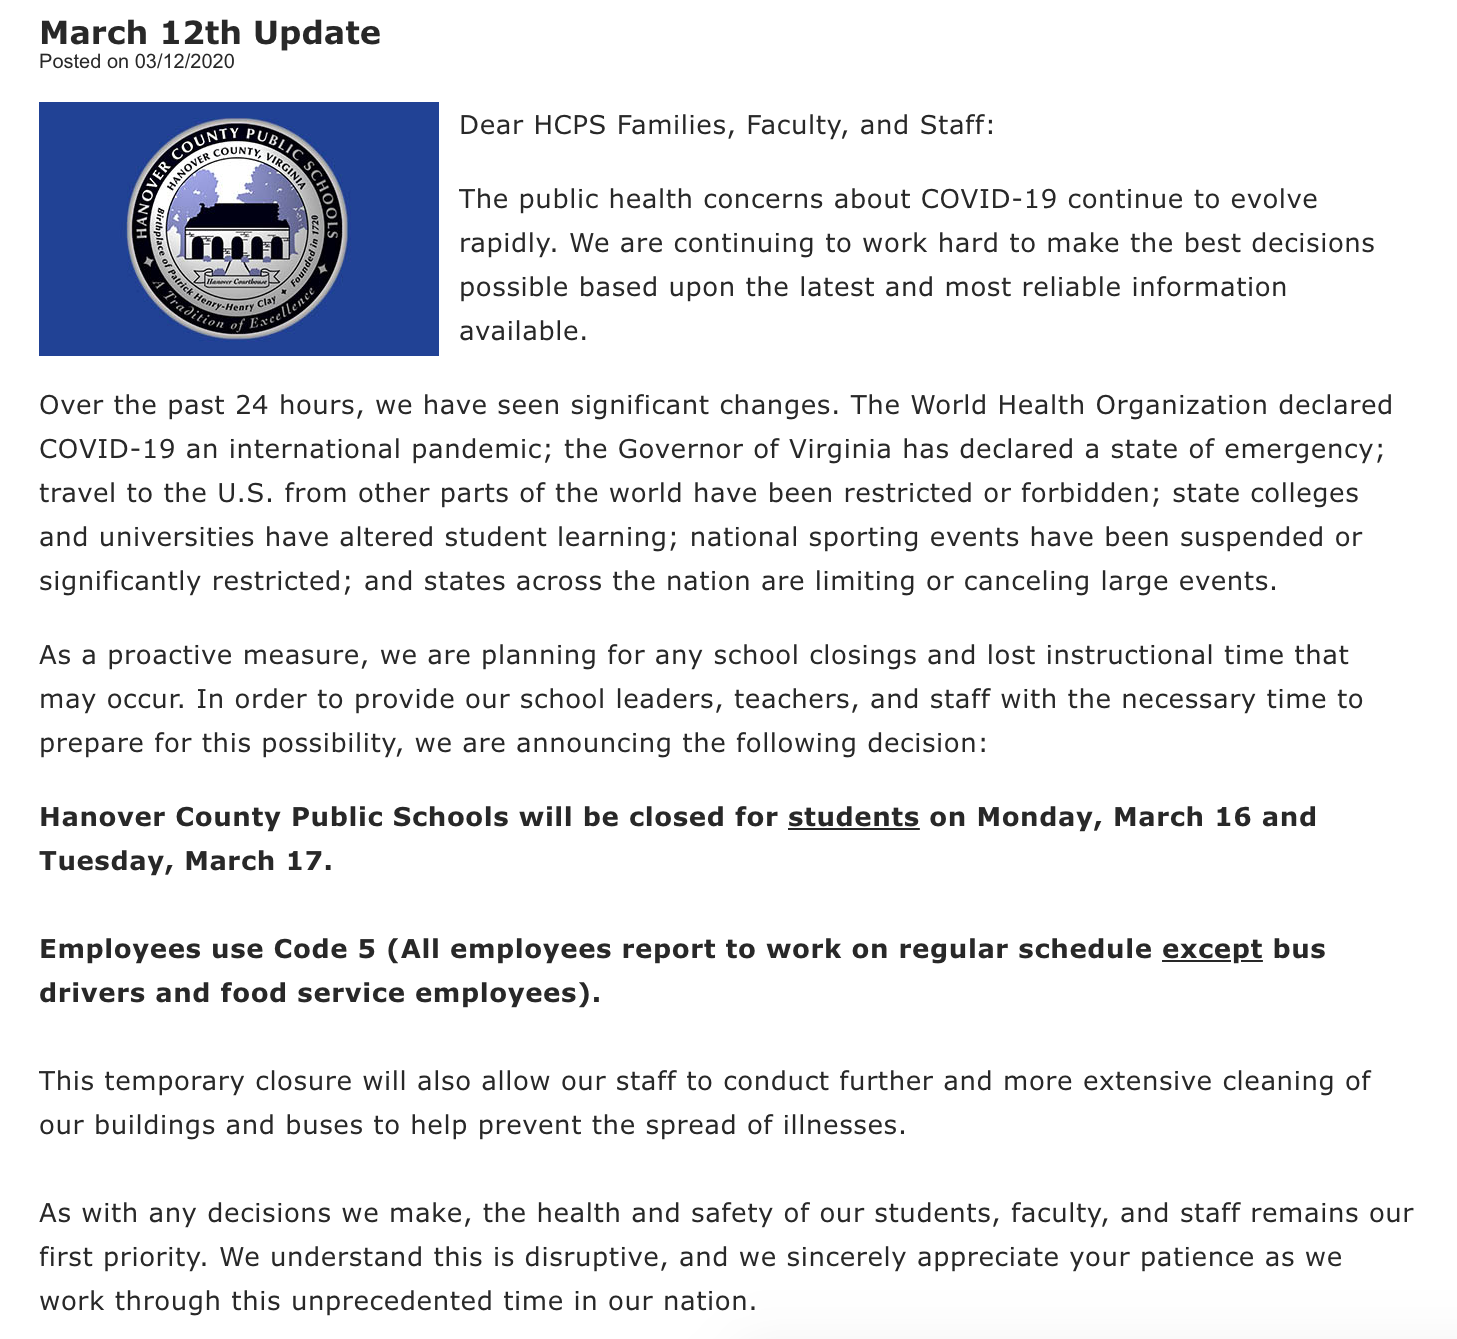 March 12th Update
Posted on 03/12/2020
HANOVER COUNTY PUBLIC SCHOOLS
HANOVER COUNTY, VIRGINIA
Birthplace of Patrick Henry-Henry Clay
Founded in 1720
Hanover Courthouse
A Tradition of Excellence
Dear HCPS Families, Faculty, and Staff:
The public health concerns about COVID-19 continue to evolve
rapidly. We are continuing to work hard to make the best decisions
possible based upon the latest and most reliable information
available.
Over the past 24 hours, we have seen significant changes. The World Health Organization declared
COVID-19 an international pandemic; the Governor of Virginia has declared a state of emergency;
travel to the U.S. from other parts of the world have been restricted or forbidden; state colleges
and universities have altered student learning; national sporting events have been suspended or
significantly restricted; and states across the nation are limiting or canceling large events.
As a proactive measure, we are planning for any school closings and lost instructional time that
may occur. In order to provide our school leaders, teachers, and staff with the necessary time to
prepare for this possibility, we are announcing the following decision:
Hanover County Public Schools will be closed for students on Monday, March 16 and
Tuesday, March 17.
Employees use Code 5 (All employees report to work on regular schedule except bus
drivers and food service employees).
This temporary closure will also allow our staff to conduct further and more extensive cleaning of
our buildings and buses to help prevent the spread of illnesses.
As with any decisions we make, the health and safety of our students, faculty, and staff remains our
first priority. We understand this is disruptive, and we sincerely appreciate your patience as we
work through this unprecedented time in our nation.